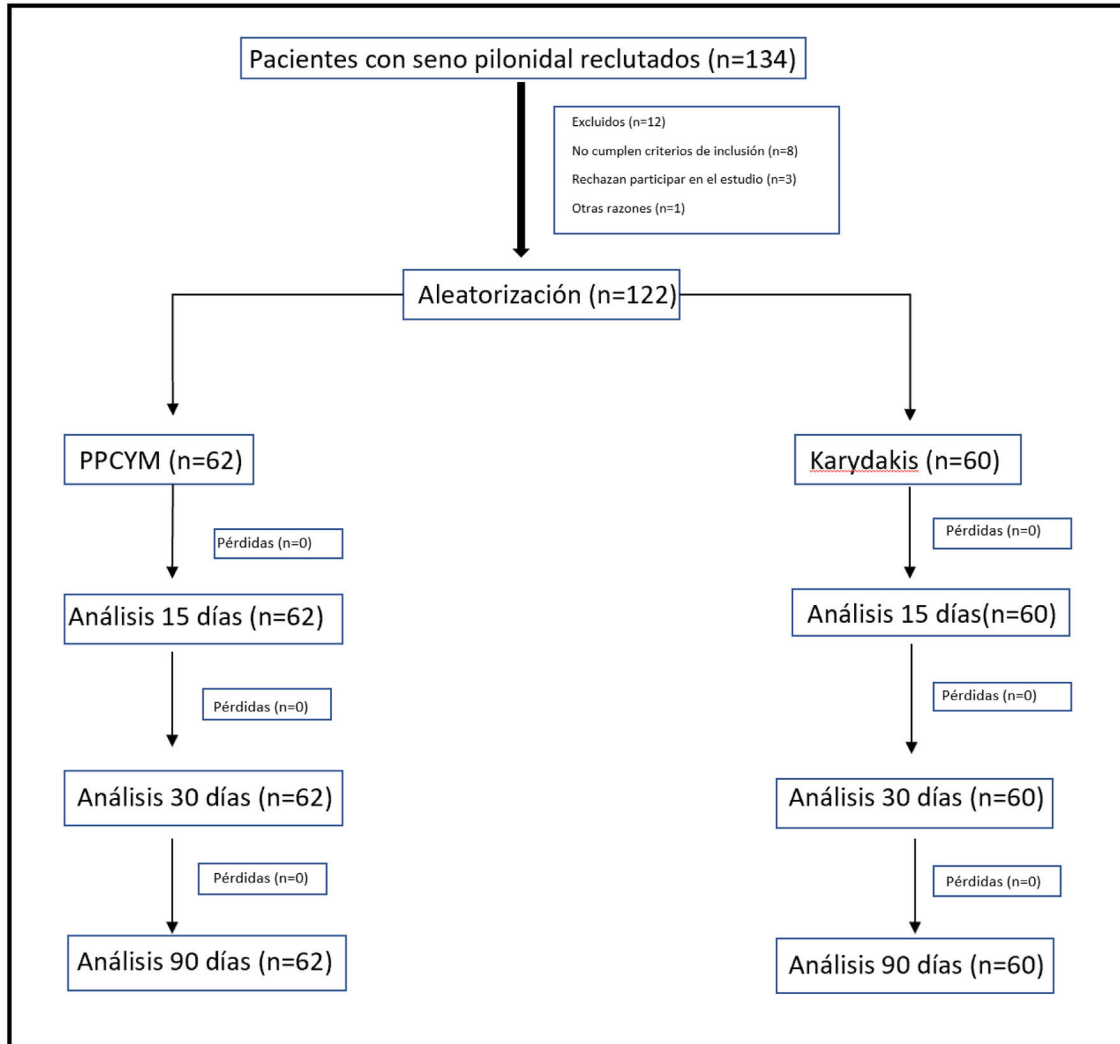 Pacientes con seno pilonidal reclutados (n=134)
Excluidos (n=12)
No cumplen criterios de inclusión (n=8)
Rechazan participar en el estudio (n=3)
Otras razones (n=1)
Aleatorización (n=122)
PPCYM (n=62)
Karydakis (n=60)
Pérdidas (n=0)
Pérdidas (n=0)
Análisis 15 días (n=62)
Análisis 15 días(n=60)
Pérdidas (n=0)
Pérdidas (n=0)
Análisis 30 días (n=62)
Análisis 30 días (n=60)
Pérdidas (n=0)
Pérdidas (n=0)
Análisis 90 días (n=62)
Análisis 90 días (n=60)